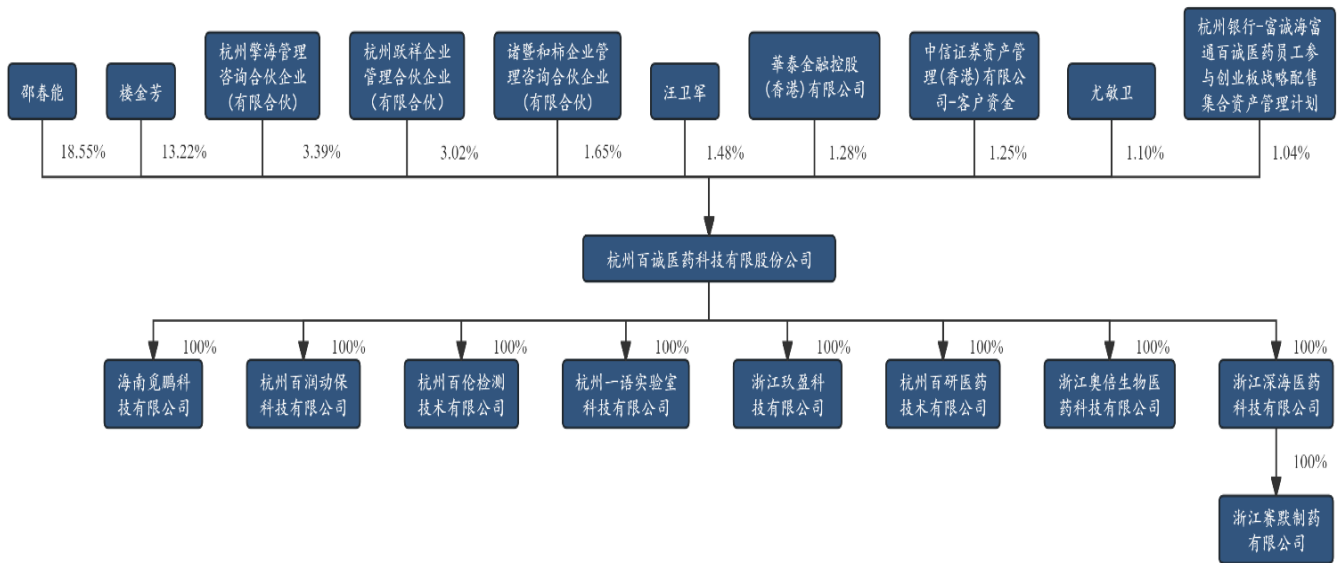 邵春能
楼金芳
杭州擎海管理
咨询合伙企业
(有限合伙)
杭州跃祥企业
管理合伙企业
(有限合伙)
诸暨和柿企业管
理咨询合伙企业
(有限合伙)
汪卫军
華泰金融控股
(香港)有限公司
中信证券资产管
理(香港)有限公
司-客户资金
尤敏卫
杭州银行-富诚海富
通百诚医药员工参
与创业板战略配售
集合资产管理计划
18.55%
13.22%
3.39%
3.02%
1.65%
1.48%
1.28%
1.25%
1.10%
1.04%
杭州百诚医药科技有限股份公司
100%
100%
100%
100%
100%
100%
100%
100%
海南觅鹏科
技有限公司
杭州百润动保
科技有限公司
杭州百伦检测
技术有限公司
杭州一语实验室
科技有限公司
浙江玖盈科
技有限公司
杭州百研医药
技术有限公司
浙江奥倍生物医
药科技有限公司
浙江深海医药
科技有限公司
100%
浙江赛默制药
有限公司